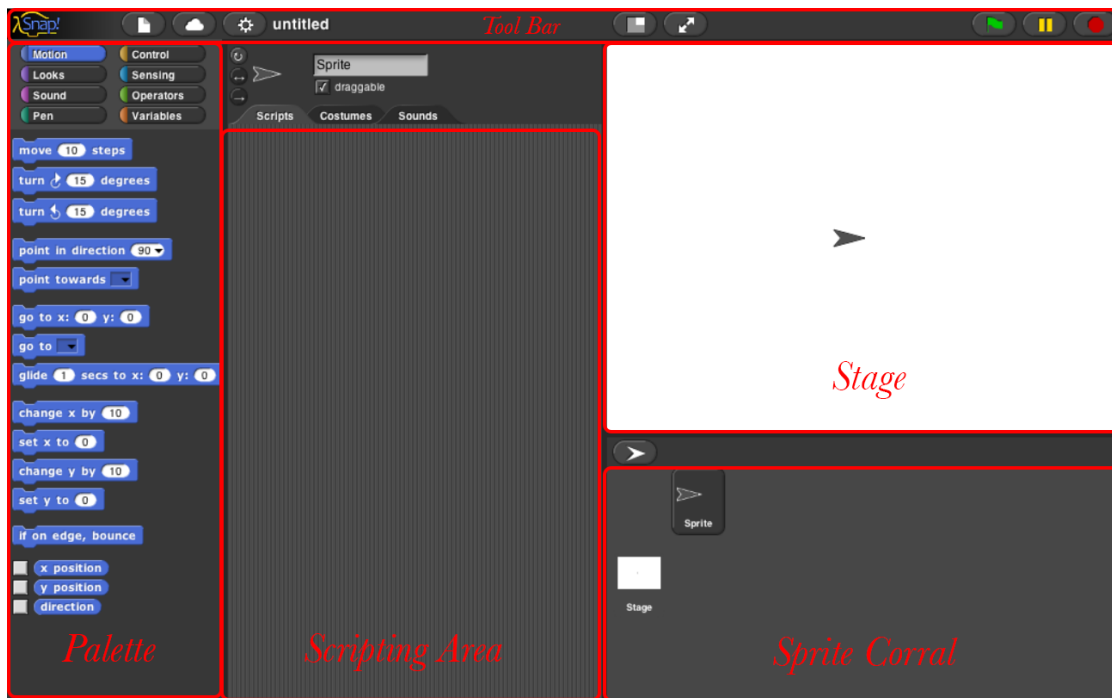 λSnap!
untitled
Tool Bar
Motion Control
Looks Sensing
Sound Operators
Pen Variables
move 10 steps
turn 15 degrees
turn 15 degrees
point in direction 90
point towards
go to x: 0 y: 0
go to
glide 1 secs to x: 0 y: 0
change x by 10
set x to 0
change y by 10
set y to 0
if on edge, bounce
x position
y position
direction
Palette
Sprite
draggable
Scripts Costumes Sounds
Scripting Area
Stage
Sprite
Stage
Sprite Corral